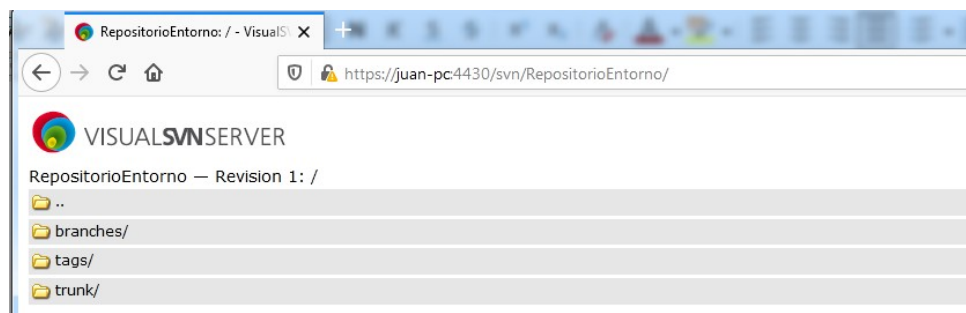 RepositorioEntorno: / - VisualS
https://juan-pc:4430/svn/RepositorioEntorno/
VISUALSVNSERVER
RepositorioEntorno — Revision 1: /
..
branches/
tags/
trunk/